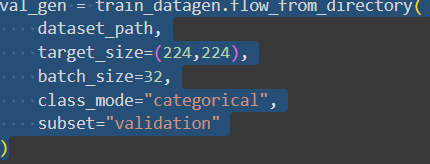 val_gen = train_datagen.flow_from_directory(
    dataset_path,
    target_size=(224,224),
    batch_size=32,
    class_mode="categorical",
    subset="validation"
)